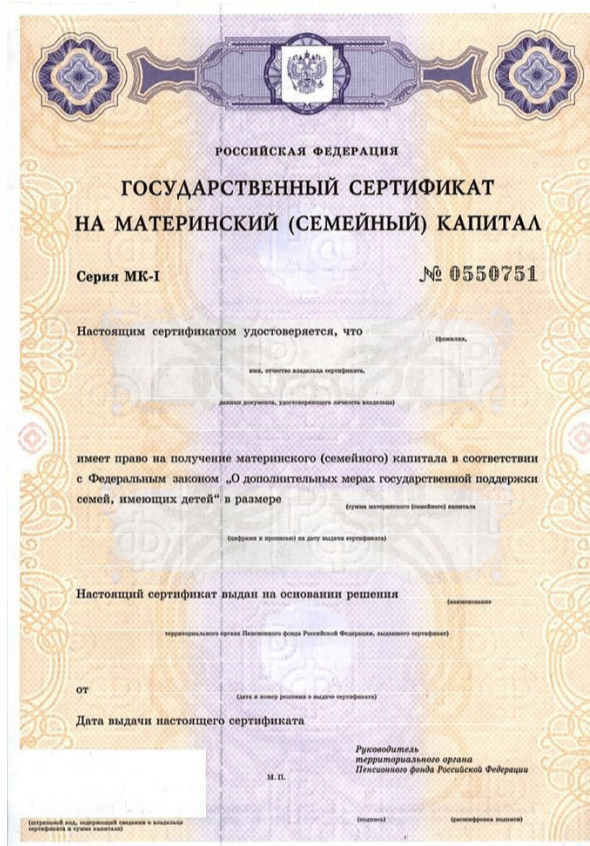 РОССИЙСКАЯ ФЕДЕРАЦИЯ
ГОСУДАРСТВЕННЫЙ СЕРТИФИКАТ
НА МАТЕРИНСКИЙ (СЕМЕЙНЫЙ) КАПИТАЛ
Серия МК-I № 0550751
Настоящим сертификатом удостоверяется, что
(фамилия,
имя, отчество владельца сертификата,
данные документа, удостоверяющего личность владельца)
имеет право на получение материнского (семейного) капитала в соответствии
с Федеральным законом „О дополнительных мерах государственной поддержки
семей, имеющих детей“ в размере
(сумма материнского (семейного) капитала
(цифрами и прописью) на дату выдачи сертификата)
Настоящий сертификат выдан на основании решения
(наименование
территориального органа Пенсионного фонда Российской Федерации, выдавшего сертификат)
от
(дата и номер решения о выдаче сертификата)
Дата выдачи настоящего сертификата
Руководитель
территориального органа
Пенсионного фонда Российской Федерации
М. П.
(подпись) (расшифровка подписи)
(штриховой код, содержащий сведения о владельце
сертификата и сумме капитала)